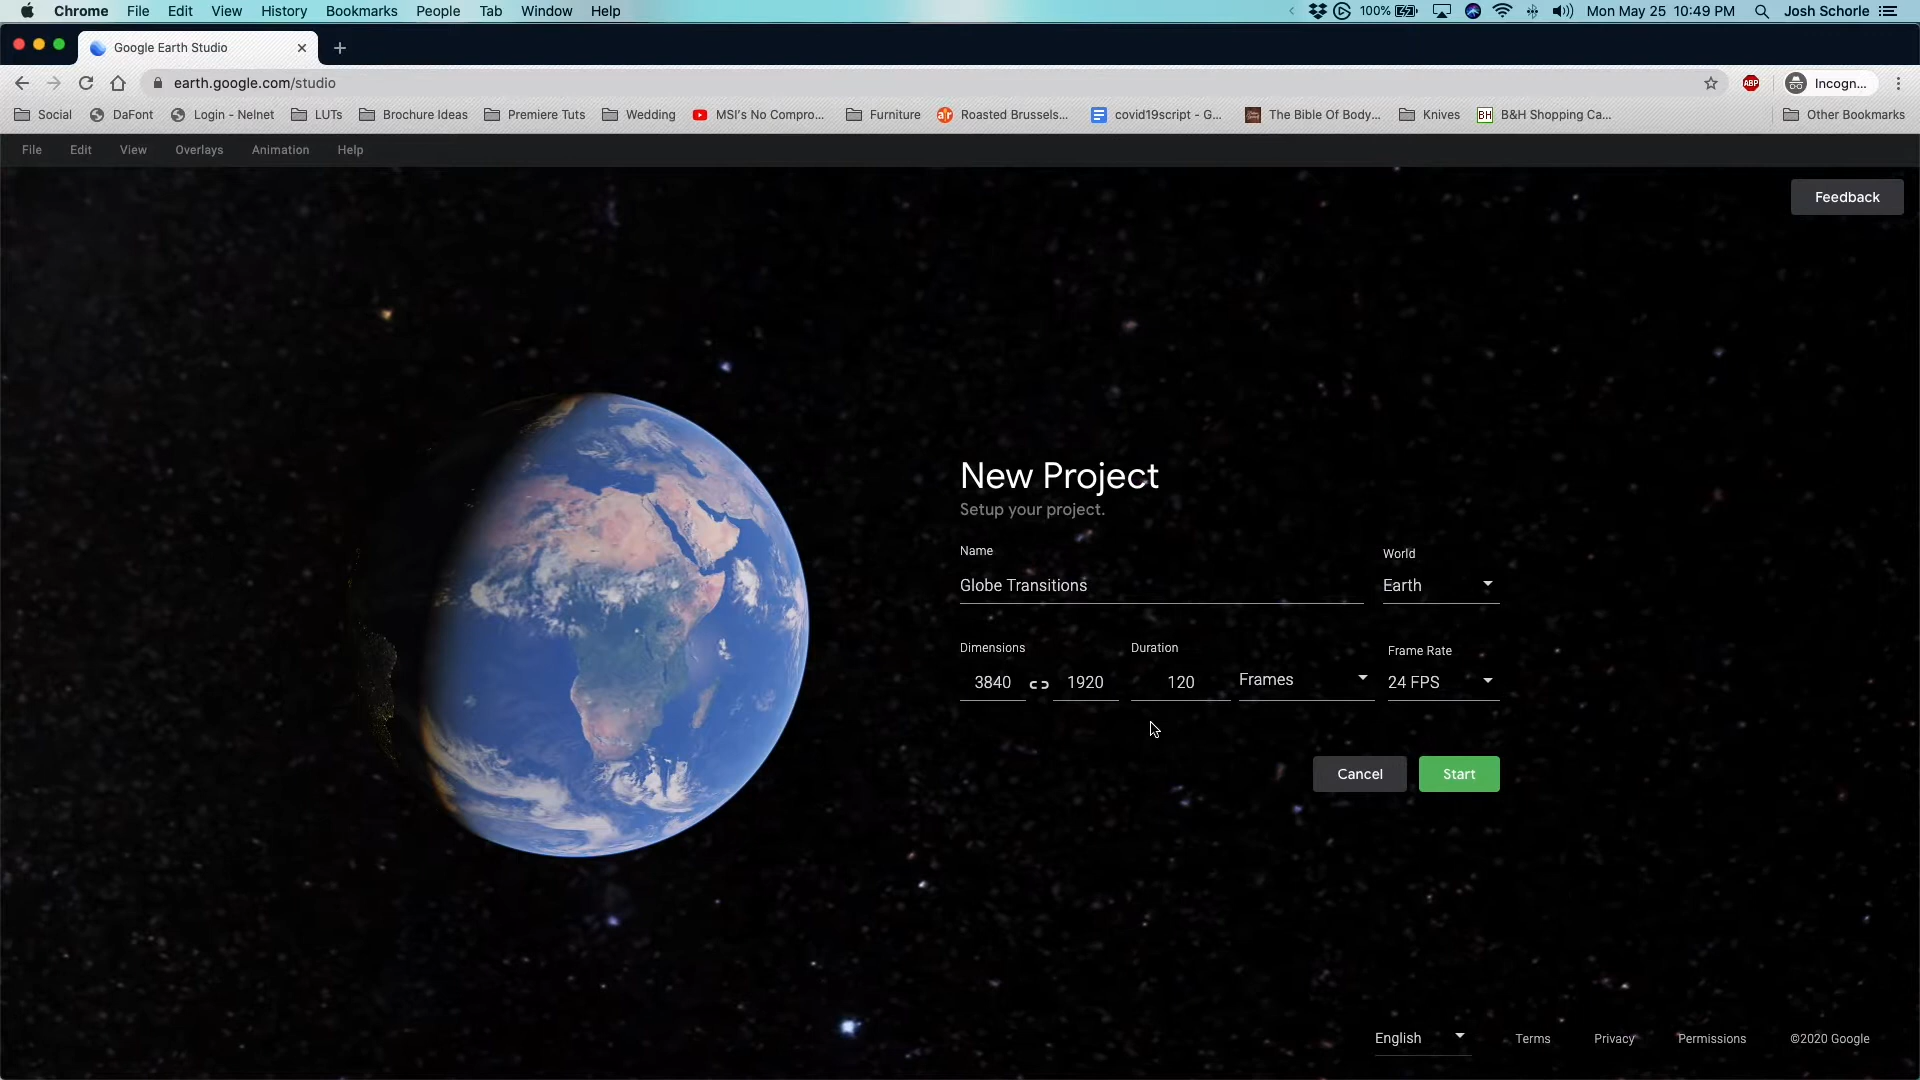 Chrome File Edit View History Bookmarks People Tab Window Help 100% Mon May 25 10:49 PM Josh Schorle
Google Earth Studio
earth.google.com/studio ABP Incogn...
Social DaFont Login - Nelnet LUTs Brochure Ideas Premiere Tuts Wedding MSI's No Compro... Furniture Roasted Brussels... covid19script - G... The Bible Of Body... Knives BH B&H Shopping Ca... Other Bookmarks
File Edit View Overlays Animation Help
Feedback
New Project
Setup your project.
Name World
Globe Transitions Earth
Dimensions Duration Frame Rate
3840 1920 120 Frames 24 FPS
Cancel Start
English Terms Privacy Permissions ©2020 Google